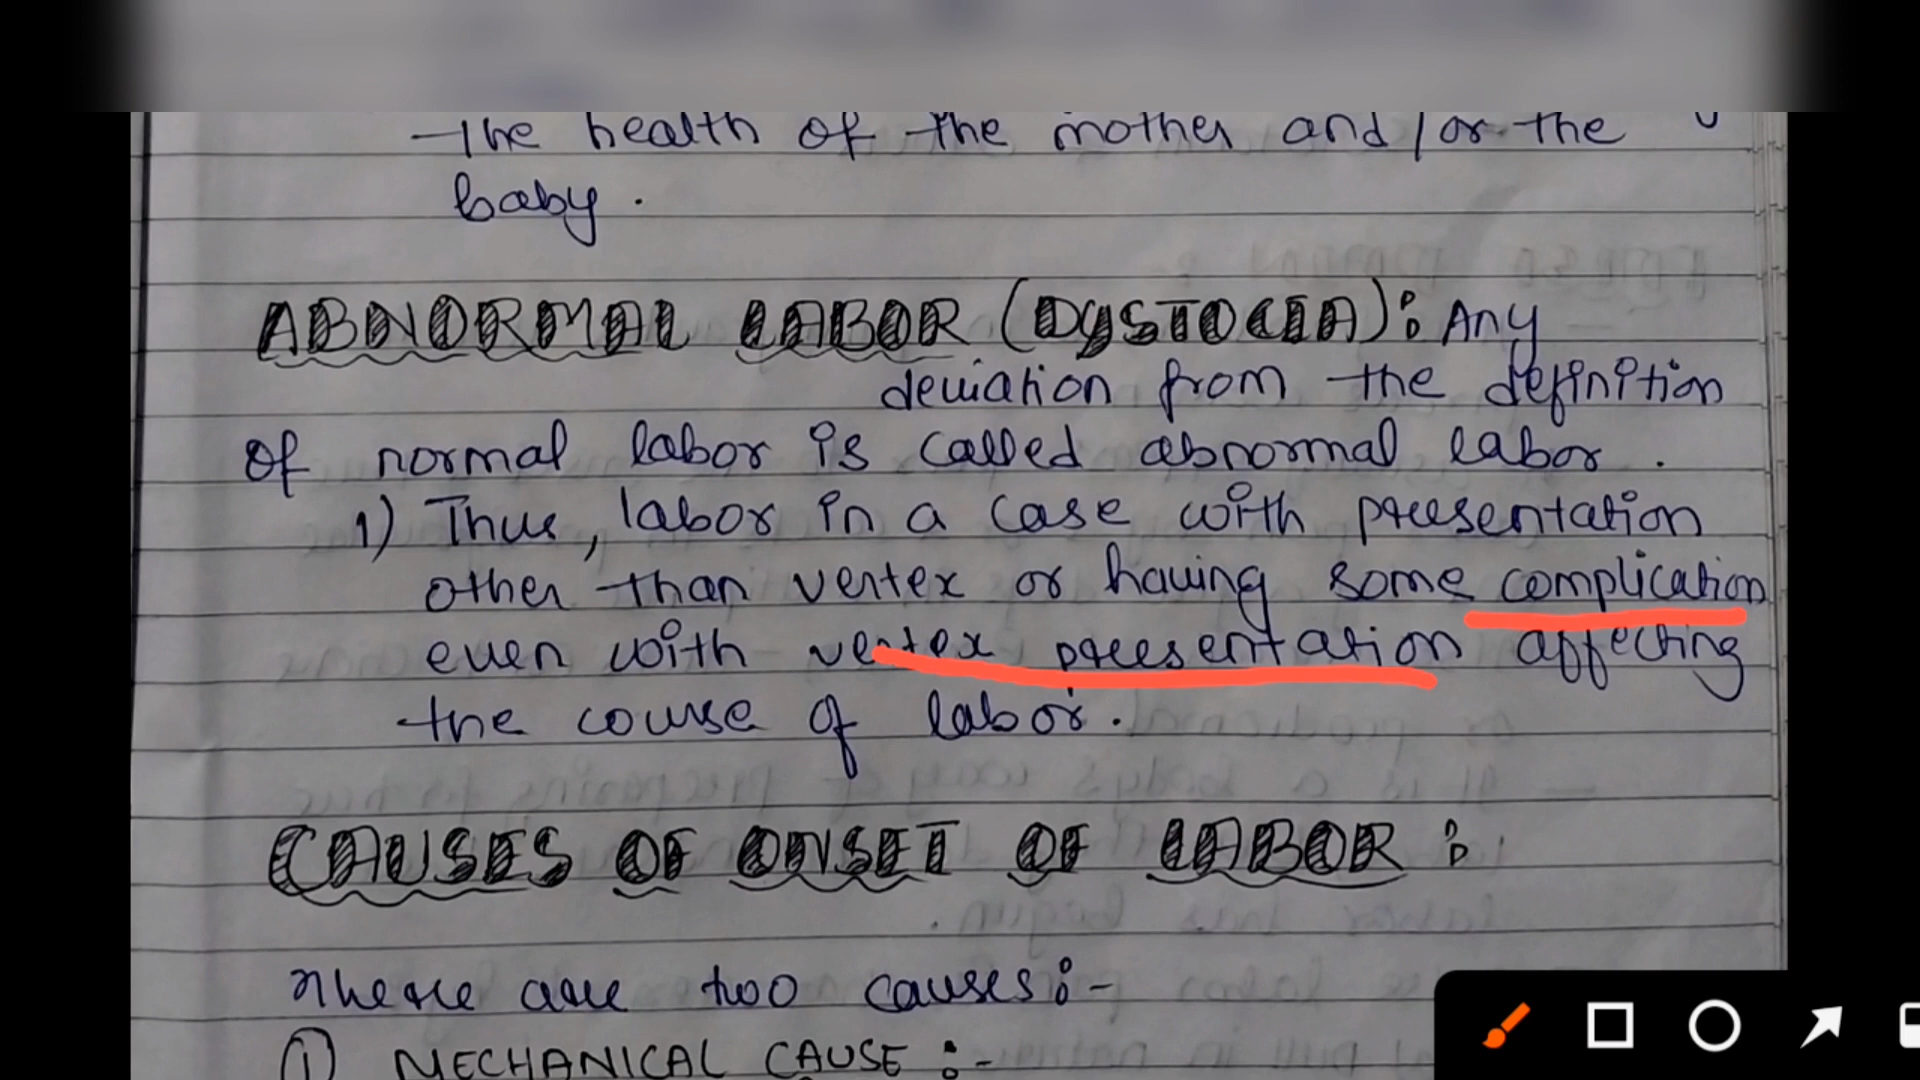 the health of the mother and/or the
baby.
ABNORMAL LABOR (DYSTOCIA): Any
deviation from the definition
of normal labor is called abnormal labor.
1) Thus, labor in a case with presentation
other than vertex or having some complication
even with vertex presentation affecting
the course of labor.
CAUSES OF ONSET OF LABOR:
There are two causes:-
① MECHANICAL CAUSE:-